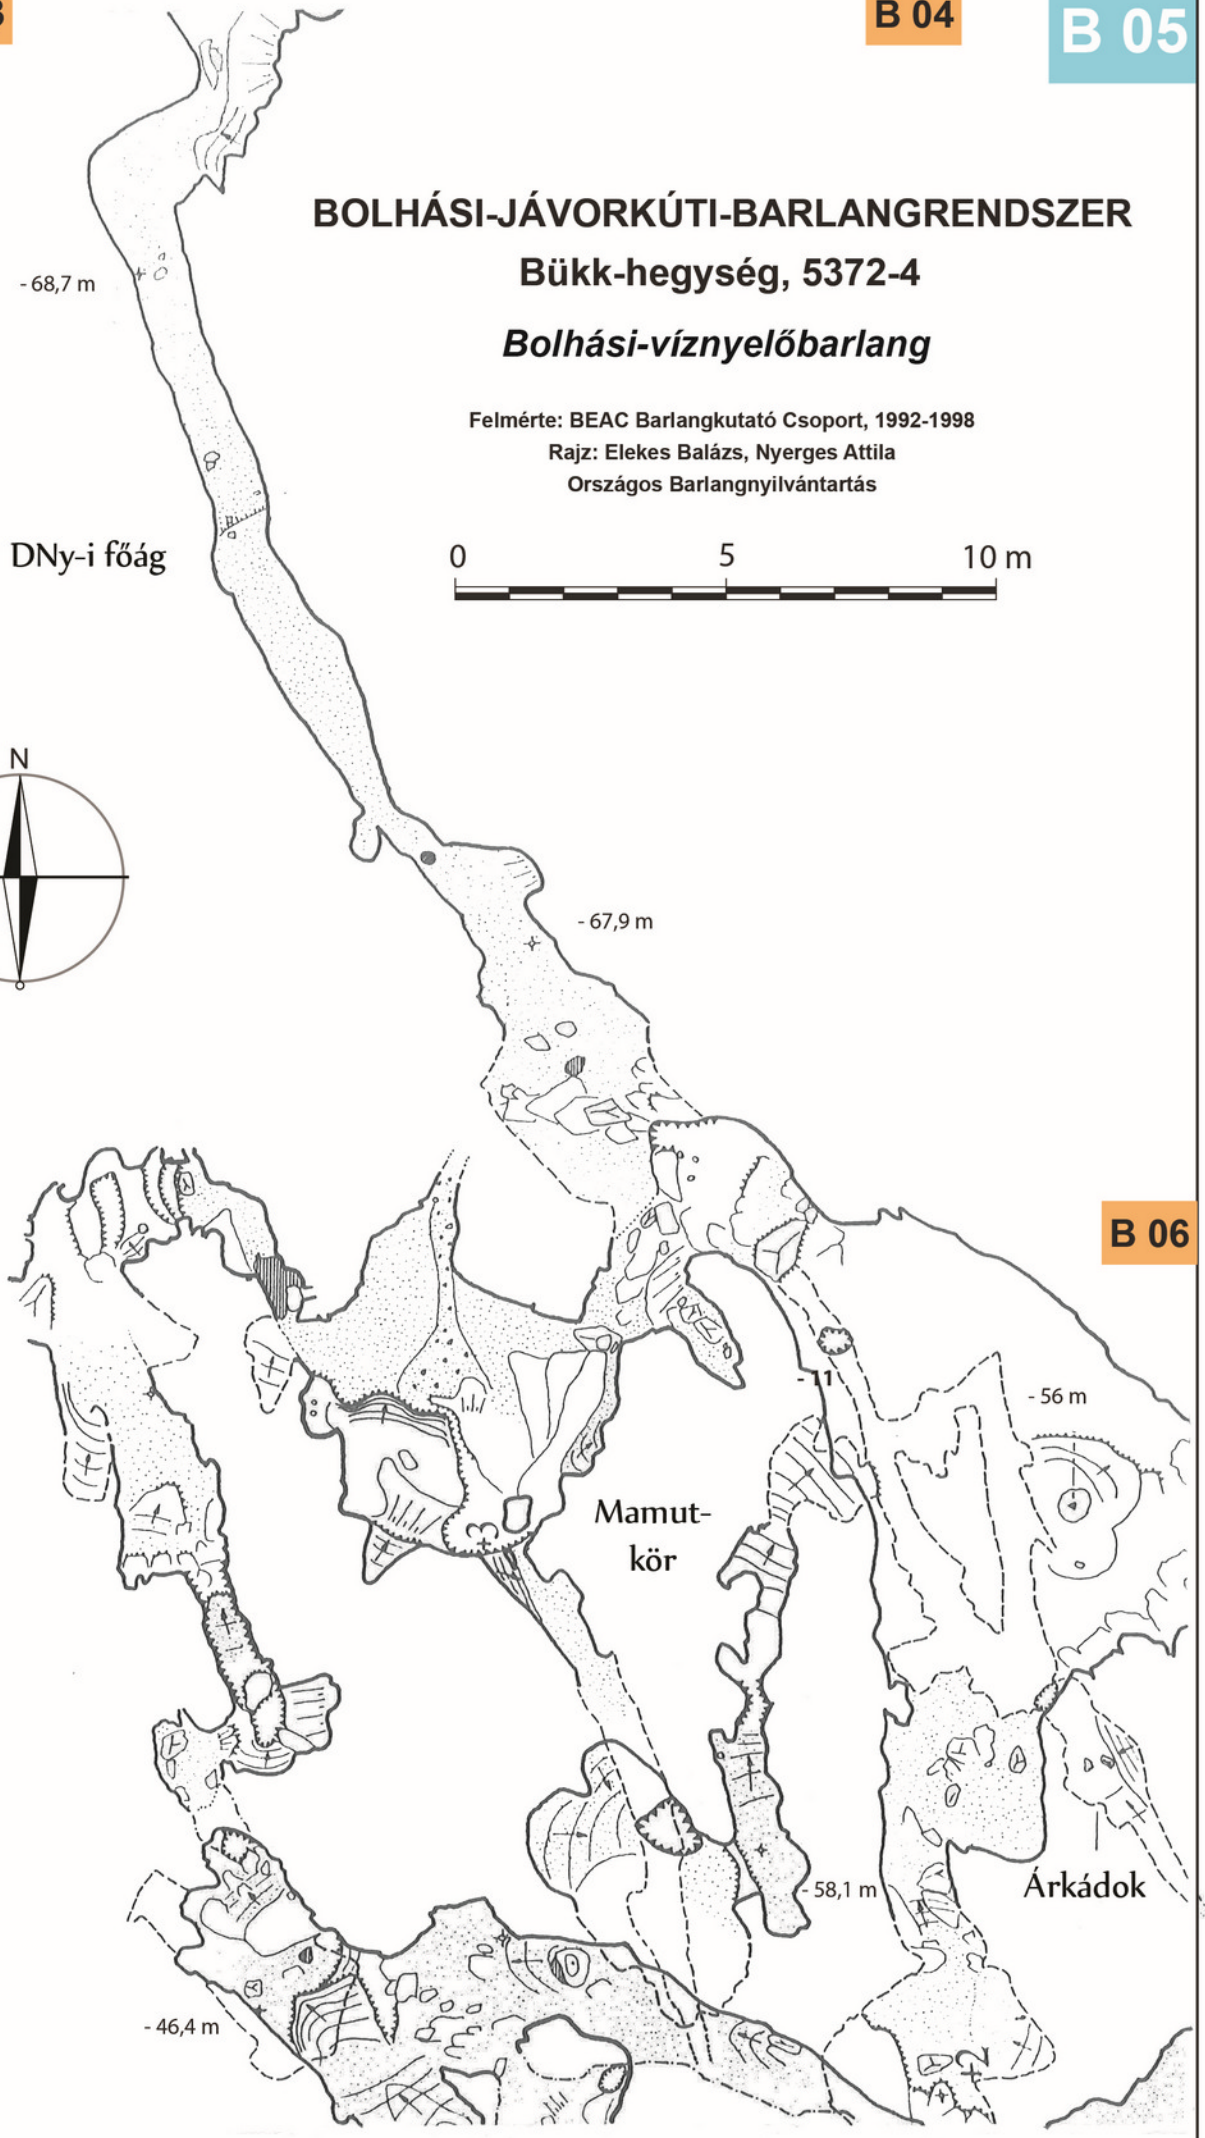 B 04
B 05
BOLHÁSI-JÁVORKÚTI-BARLANGRENDSZER
Bükk-hegység, 5372-4
Bolhási-víznyelőbarlang
- 68,7 m
Felmérte: BEAC Barlangkutató Csoport, 1992-1998
Rajz: Elekes Balázs, Nyerges Attila
Országos Barlangnyilvántartás
DNy-i főág
0 5 10 m
N
- 67,9 m
B 06
- 11
- 56 m
Mamut-
kör
- 58,1 m
Árkádok
- 46,4 m